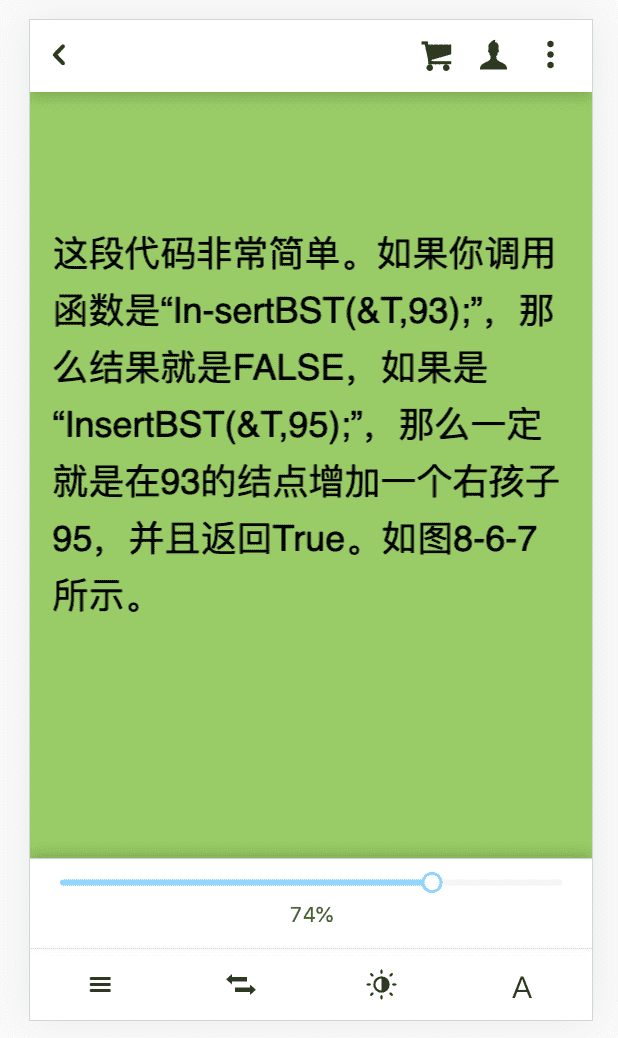 这段代码非常简单。如果你调用
函数是“In-sertBST(&T,93);”，那
么结果就是FALSE，如果是
“InsertBST(&T,95);”，那么一定
就是在93的结点增加一个右孩子
95，并且返回True。如图8-6-7
所示。
74%
A